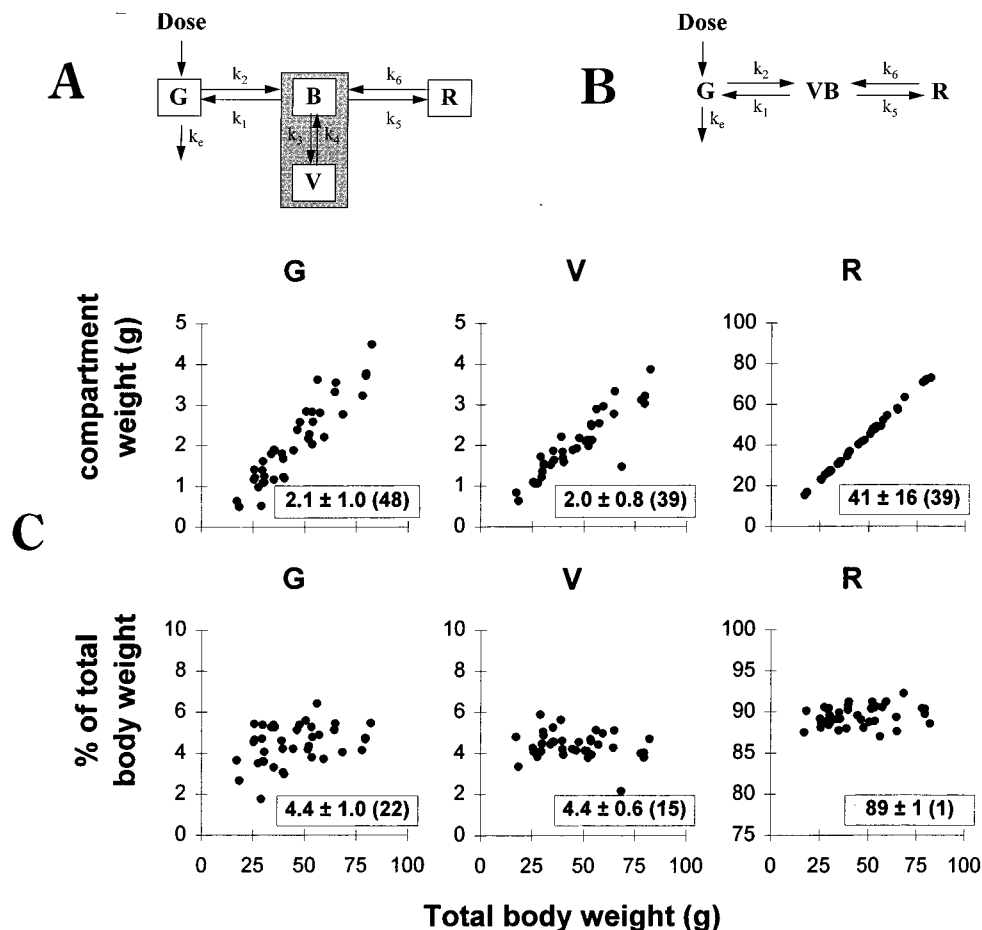 Dose
A
k2
k6
G
B
R
k1
k3
k4
k5
ke
V
Dose
B
k2
k6
G
VB
R
k1
k5
ke
C
G
V
R
compartment
weight (g)
5
4
3
2
1
0
2.1 ± 1.0 (48)
5
4
3
2
1
0
2.0 ± 0.8 (39)
100
80
60
40
20
0
41 ± 16 (39)
G
V
R
% of total
body weight
10
8
6
4
2
0
4.4 ± 1.0 (22)
0 25 50 75 100
10
8
6
4
2
0
4.4 ± 0.6 (15)
0 25 50 75 100
100
95
90
85
80
75
89 ± 1 (1)
0 25 50 75 100
Total body weight (g)